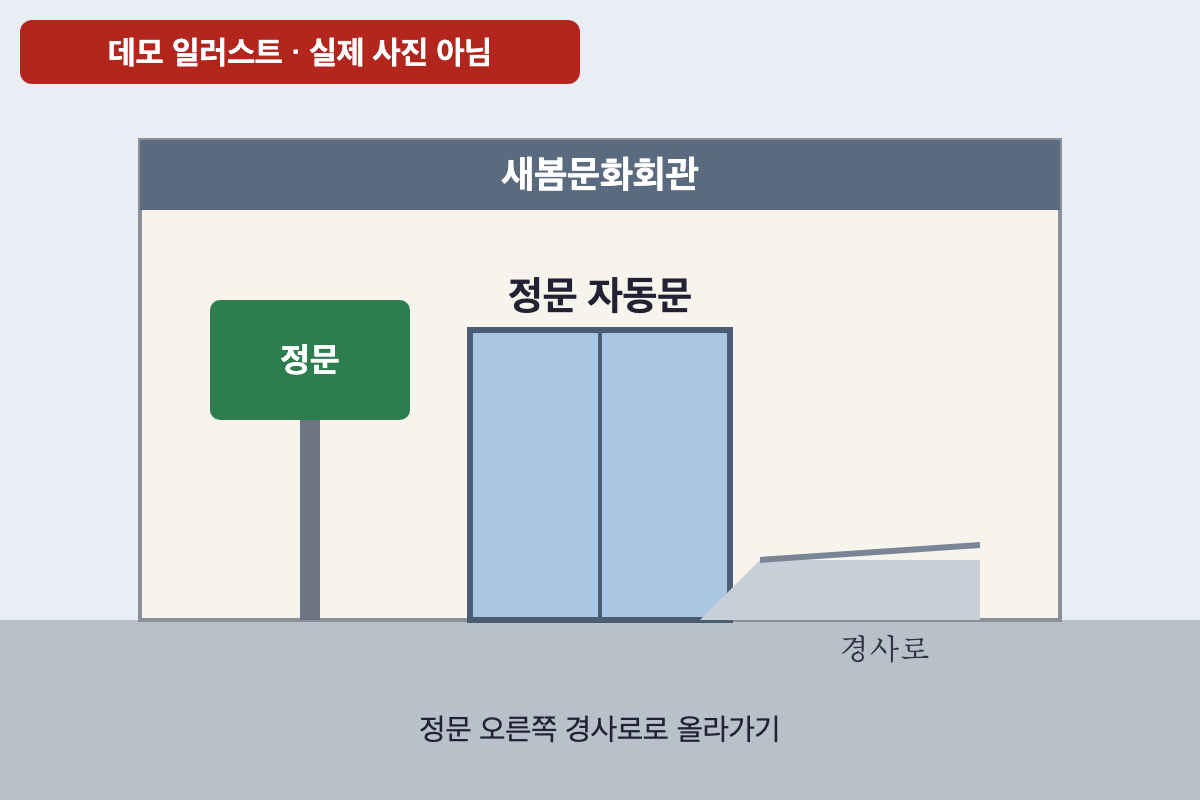 데모 일러스트 · 실제 사진 아님
새봄문화회관
정문 자동문
정문
경사로
정문 오른쪽 경사로로 올라가기